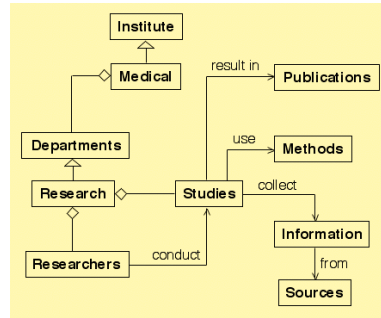 Institute
Medical
result in
Publications
Departments
use
Methods
Research
Studies
collect
Information
Researchers
conduct
from
Sources